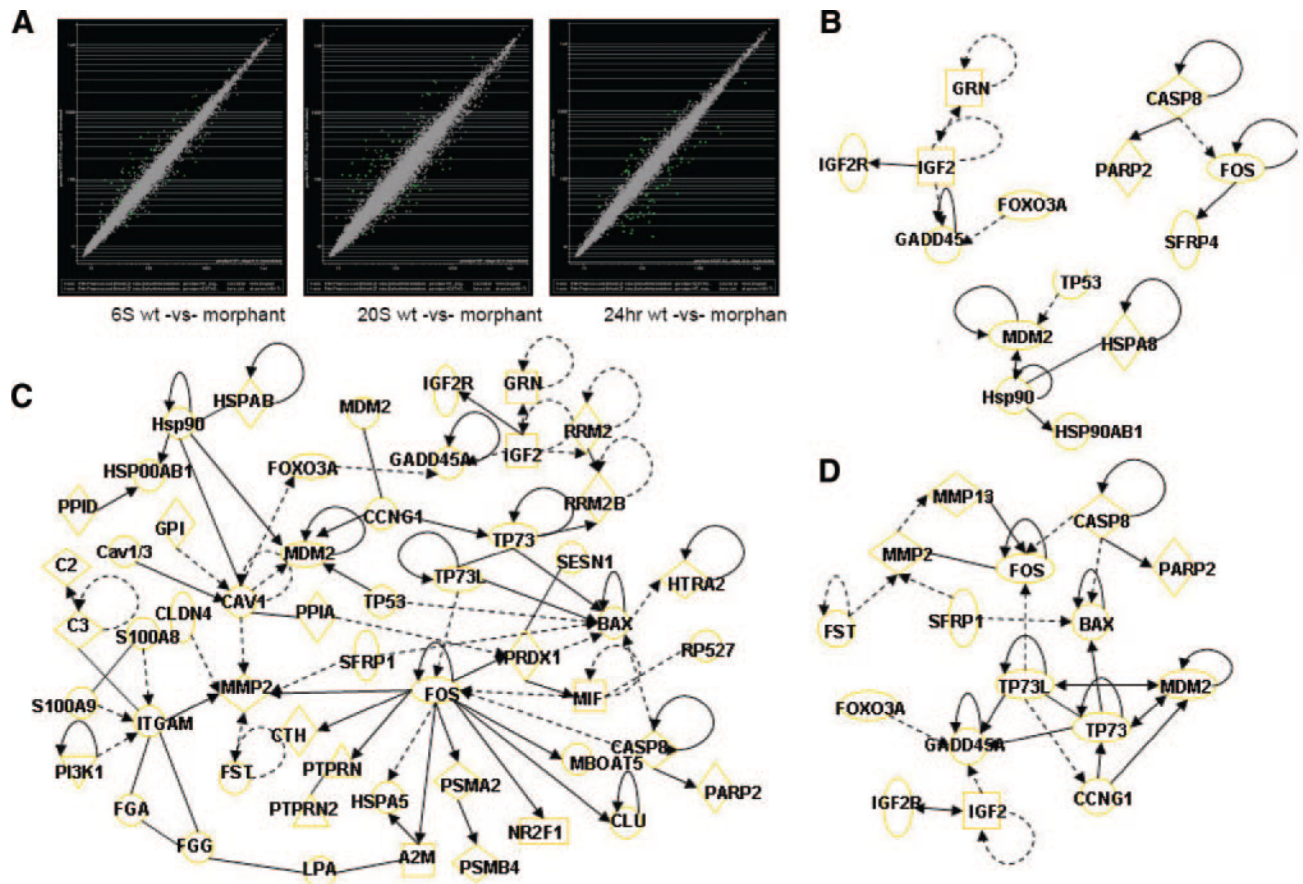 A
6S wt -vs- morphant
20S wt -vs- morphant
24hr wt -vs- morphan
B
GRN
CASP8
IGF2R
IGF2
PARP2
FOS
FOXO3A
GADD45
SFRP4
TP53
MDM2
HSPA8
Hsp90
HSP90AB1
C
HSPAB
Hsp90
MDM2
IGF2R
GRN
RRM2
HSP00AB1
FOXO3A
GADD45A
IGF2
PPID
GPI
CCNG1
RRM2B
TP73
Cav1/3
MDM2
SESN1
C2
TP73L
HTRA2
CAV1
TP53
CLDN4
PPIA
BAX
C3
S100A8
SFRP1
PRDX1
RP527
MMP2
FOS
MIF
S100A9
ITGAM
CTH
CASP8
PI3K1
FST
PTPRN
MBOAT5
PSMA2
PARP2
PTPRN2
HSPA5
FGA
NR2F1
CLU
FGG
LPA
A2M
PSMB4
D
MMP13
CASP8
MMP2
FOS
PARP2
FST
SFRP1
BAX
TP73L
MDM2
FOXO3A
TP73
GADD45A
IGF2R
IGF2
CCNG1